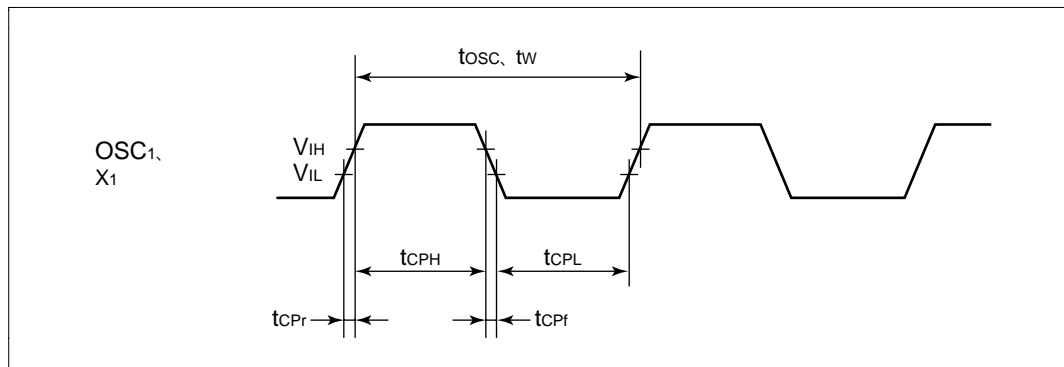 tOSC、tW
OSC1、
X1
VIH
VIL
tCPH
tCPL
tCPr
tCPf